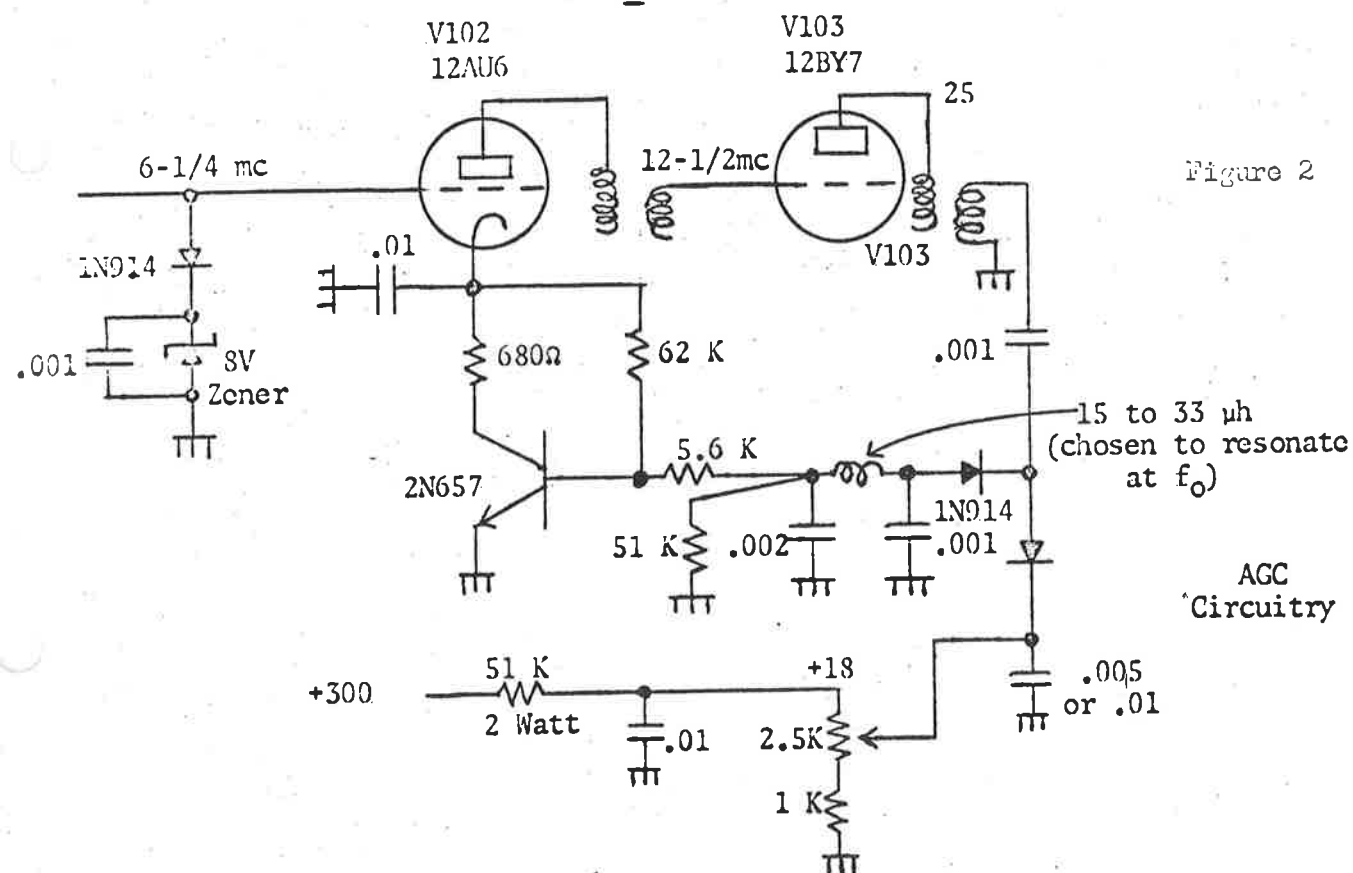 V102
12AU6
V103
12BY7
25
6-1/4 mc
12-1/2mc
Figure 2
V103
1N914
.01
.001
8V
Zener
680Ω
62 K
.001
15 to 33 µh
(chosen to resonate
at fo)
5.6 K
2N657
1N914
51 K
.002
.001
AGC
Circuitry
+300
51 K
2 Watt
+18
.01
2.5K
.005
or .01
1 K